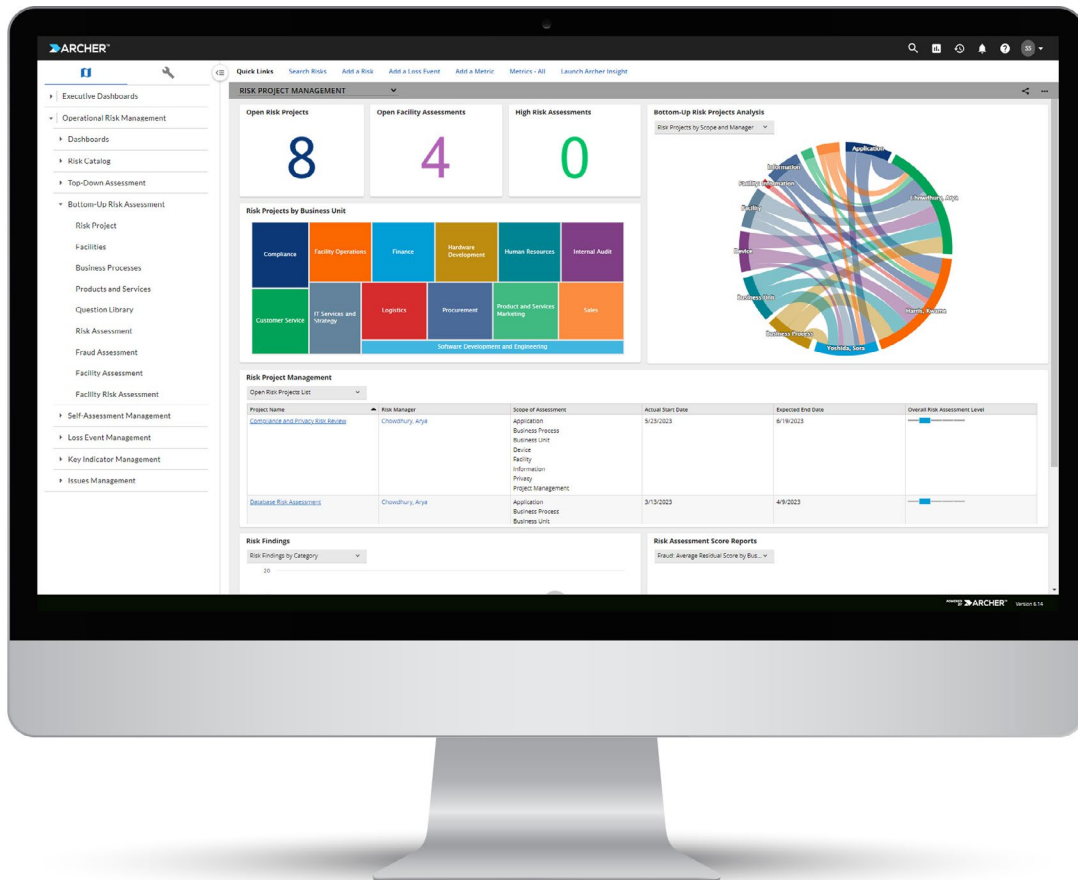 ARCHER™
SS
Executive Dashboards
Operational Risk Management
Dashboards
Risk Catalog
Top-Down Assessment
Bottom-Up Risk Assessment
Risk Project
Facilities
Business Processes
Products and Services
Question Library
Risk Assessment
Fraud Assessment
Facility Assessment
Facility Risk Assessment
Self-Assessment Management
Loss Event Management
Key Indicator Management
Issues Management
Quick Links Search Risks Add a Risk Add a Loss Event Add a Metric Metrics - All Launch Archer Insight
RISK PROJECT MANAGEMENT
Open Risk Projects
8
Open Facility Assessments
4
High Risk Assessments
0
Bottom-Up Risk Projects Analysis
Risk Projects by Scope and Manager
Application
Information
Facility, Information
Chowdhury, Arya
Facility
Device
Business Unit
Harris, Kwame
Business Process
Yoshida, Sora
Risk Projects by Business Unit
Compliance
Facility Operations
Finance
Hardware
Development
Human Resources
Internal Audit
Customer Service
IT Services and
Strategy
Logistics
Procurement
Product and Services
Marketing
Sales
Software Development and Engineering
Risk Project Management
Open Risk Projects List
Project Name Risk Manager Scope of Assessment Actual Start Date Expected End Date Overall Risk Assessment Level
Compliance and Privacy Risk Review Chowdhury, Arya Application 5/23/2023 6/19/2023
Business Process
Business Unit
Device
Facility
Information
Privacy
Project Management
Database Risk Assessment Chowdhury, Arya Application 3/13/2023 4/9/2023
Business Process
Business Unit
Risk Findings
Risk Findings by Category
20
Risk Assessment Score Reports
Fraud: Average Residual Score by Bus...
POWERED BY ARCHER™ Version 6.14